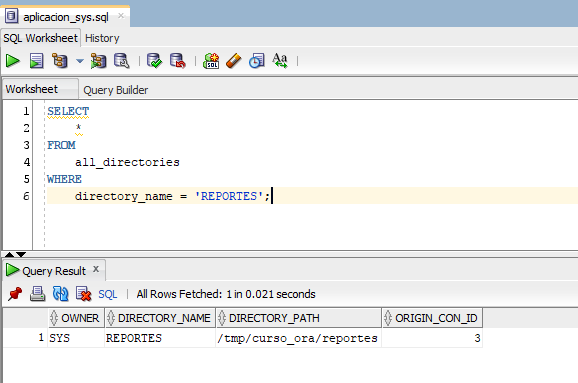 aplicacion_sys.sql
SQL Worksheet History
SQL
Aa
Worksheet Query Builder
1 SELECT
2 *
3 FROM
4 all_directories
5 WHERE
6 directory_name = 'REPORTES';
Query Result x
SQL | All Rows Fetched: 1 in 0.021 seconds
OWNER DIRECTORY_NAME DIRECTORY_PATH ORIGIN_CON_ID
1 SYS REPORTES /tmp/curso_ora/reportes 3